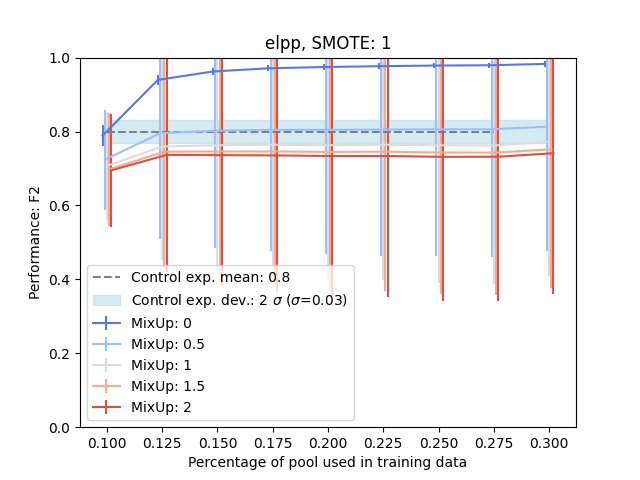 elpp, SMOTE: 1
Performance: F2
1.0
0.8
0.6
0.4
0.2
0.0
Control exp. mean: 0.8
Control exp. dev.: 2 σ (σ=0.03)
MixUp: 0
MixUp: 0.5
MixUp: 1
MixUp: 1.5
MixUp: 2
0.100 0.125 0.150 0.175 0.200 0.225 0.250 0.275 0.300
Percentage of pool used in training data